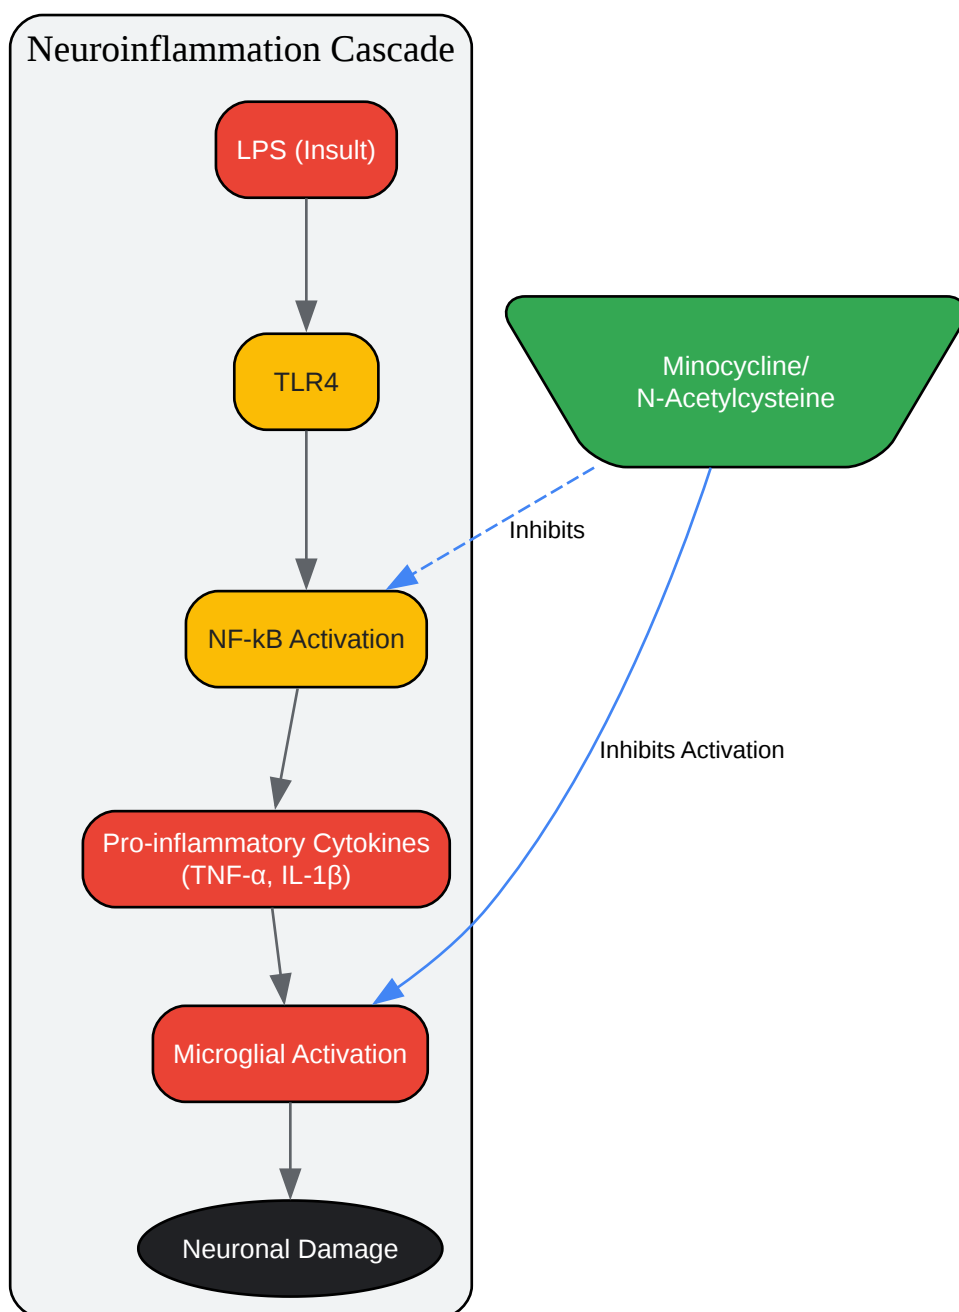 Neuroinflammation Cascade
LPS (Insult)
TLR4
Minocycline/
N-Acetylcysteine
Inhibits
NF-kB Activation
Inhibits Activation
Pro-inflammatory Cytokines
(TNF-α, IL-1β)
Microglial Activation
Neuronal Damage